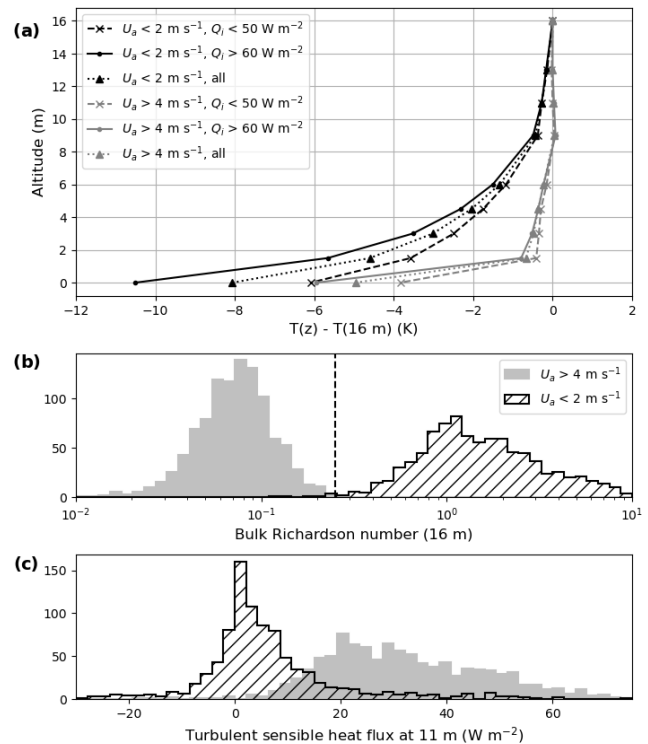 (a)
U_a < 2 m s⁻¹, Q_i < 50 W m⁻²
U_a < 2 m s⁻¹, Q_i > 60 W m⁻²
U_a < 2 m s⁻¹, all
U_a > 4 m s⁻¹, Q_i < 50 W m⁻²
U_a > 4 m s⁻¹, Q_i > 60 W m⁻²
U_a > 4 m s⁻¹, all
Altitude (m)
16
14
12
10
8
6
4
2
0
−12 −10 −8 −6 −4 −2 0 2
T(z) - T(16 m) (K)
(b)
U_a > 4 m s⁻¹
U_a < 2 m s⁻¹
100
50
0
10⁻² 10⁻¹ 10⁰ 10¹
Bulk Richardson number (16 m)
(c)
150
100
50
0
−20 0 20 40 60
Turbulent sensible heat flux at 11 m (W m⁻²)